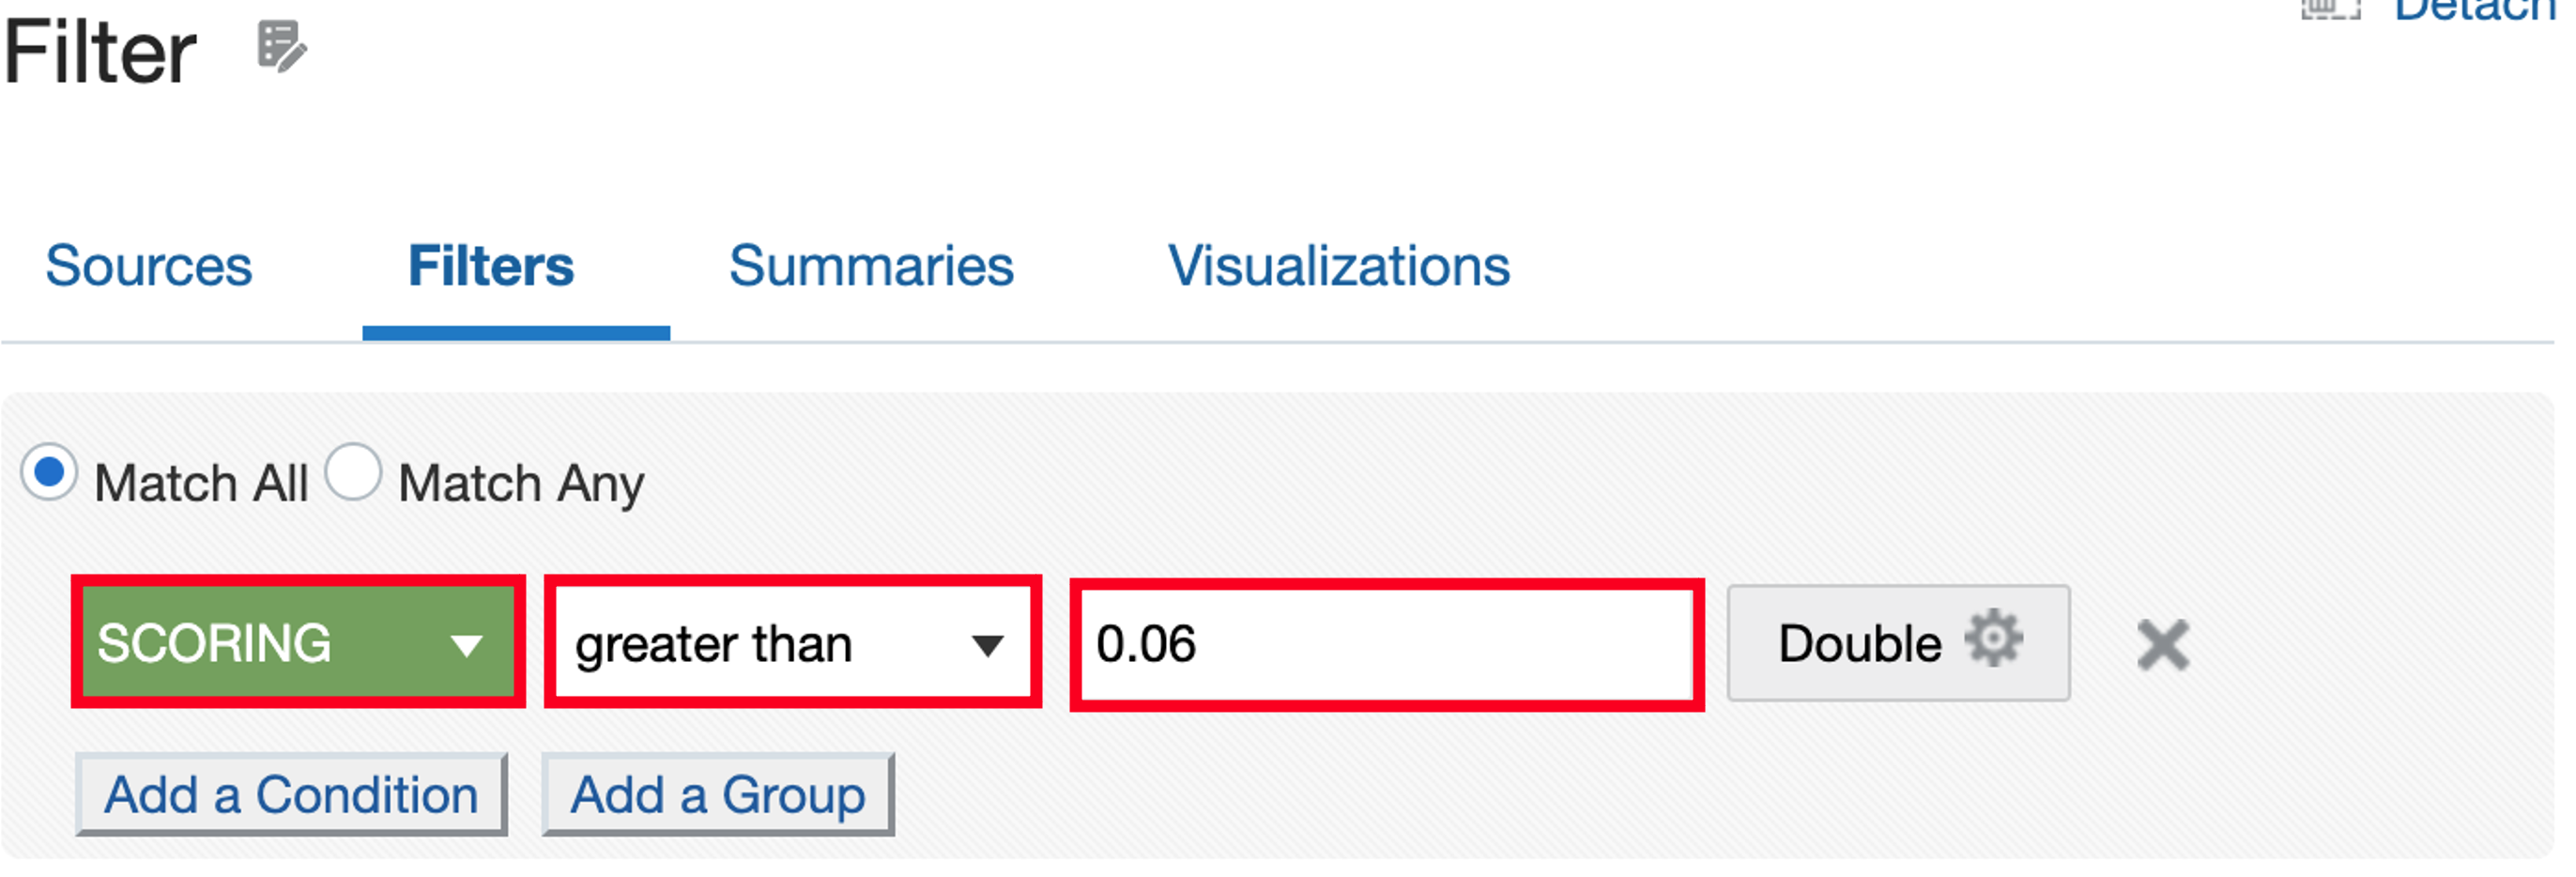 Detach
Filter
Sources Filters Summaries Visualizations
Match All Match Any
SCORING greater than 0.06 Double
Add a Condition Add a Group